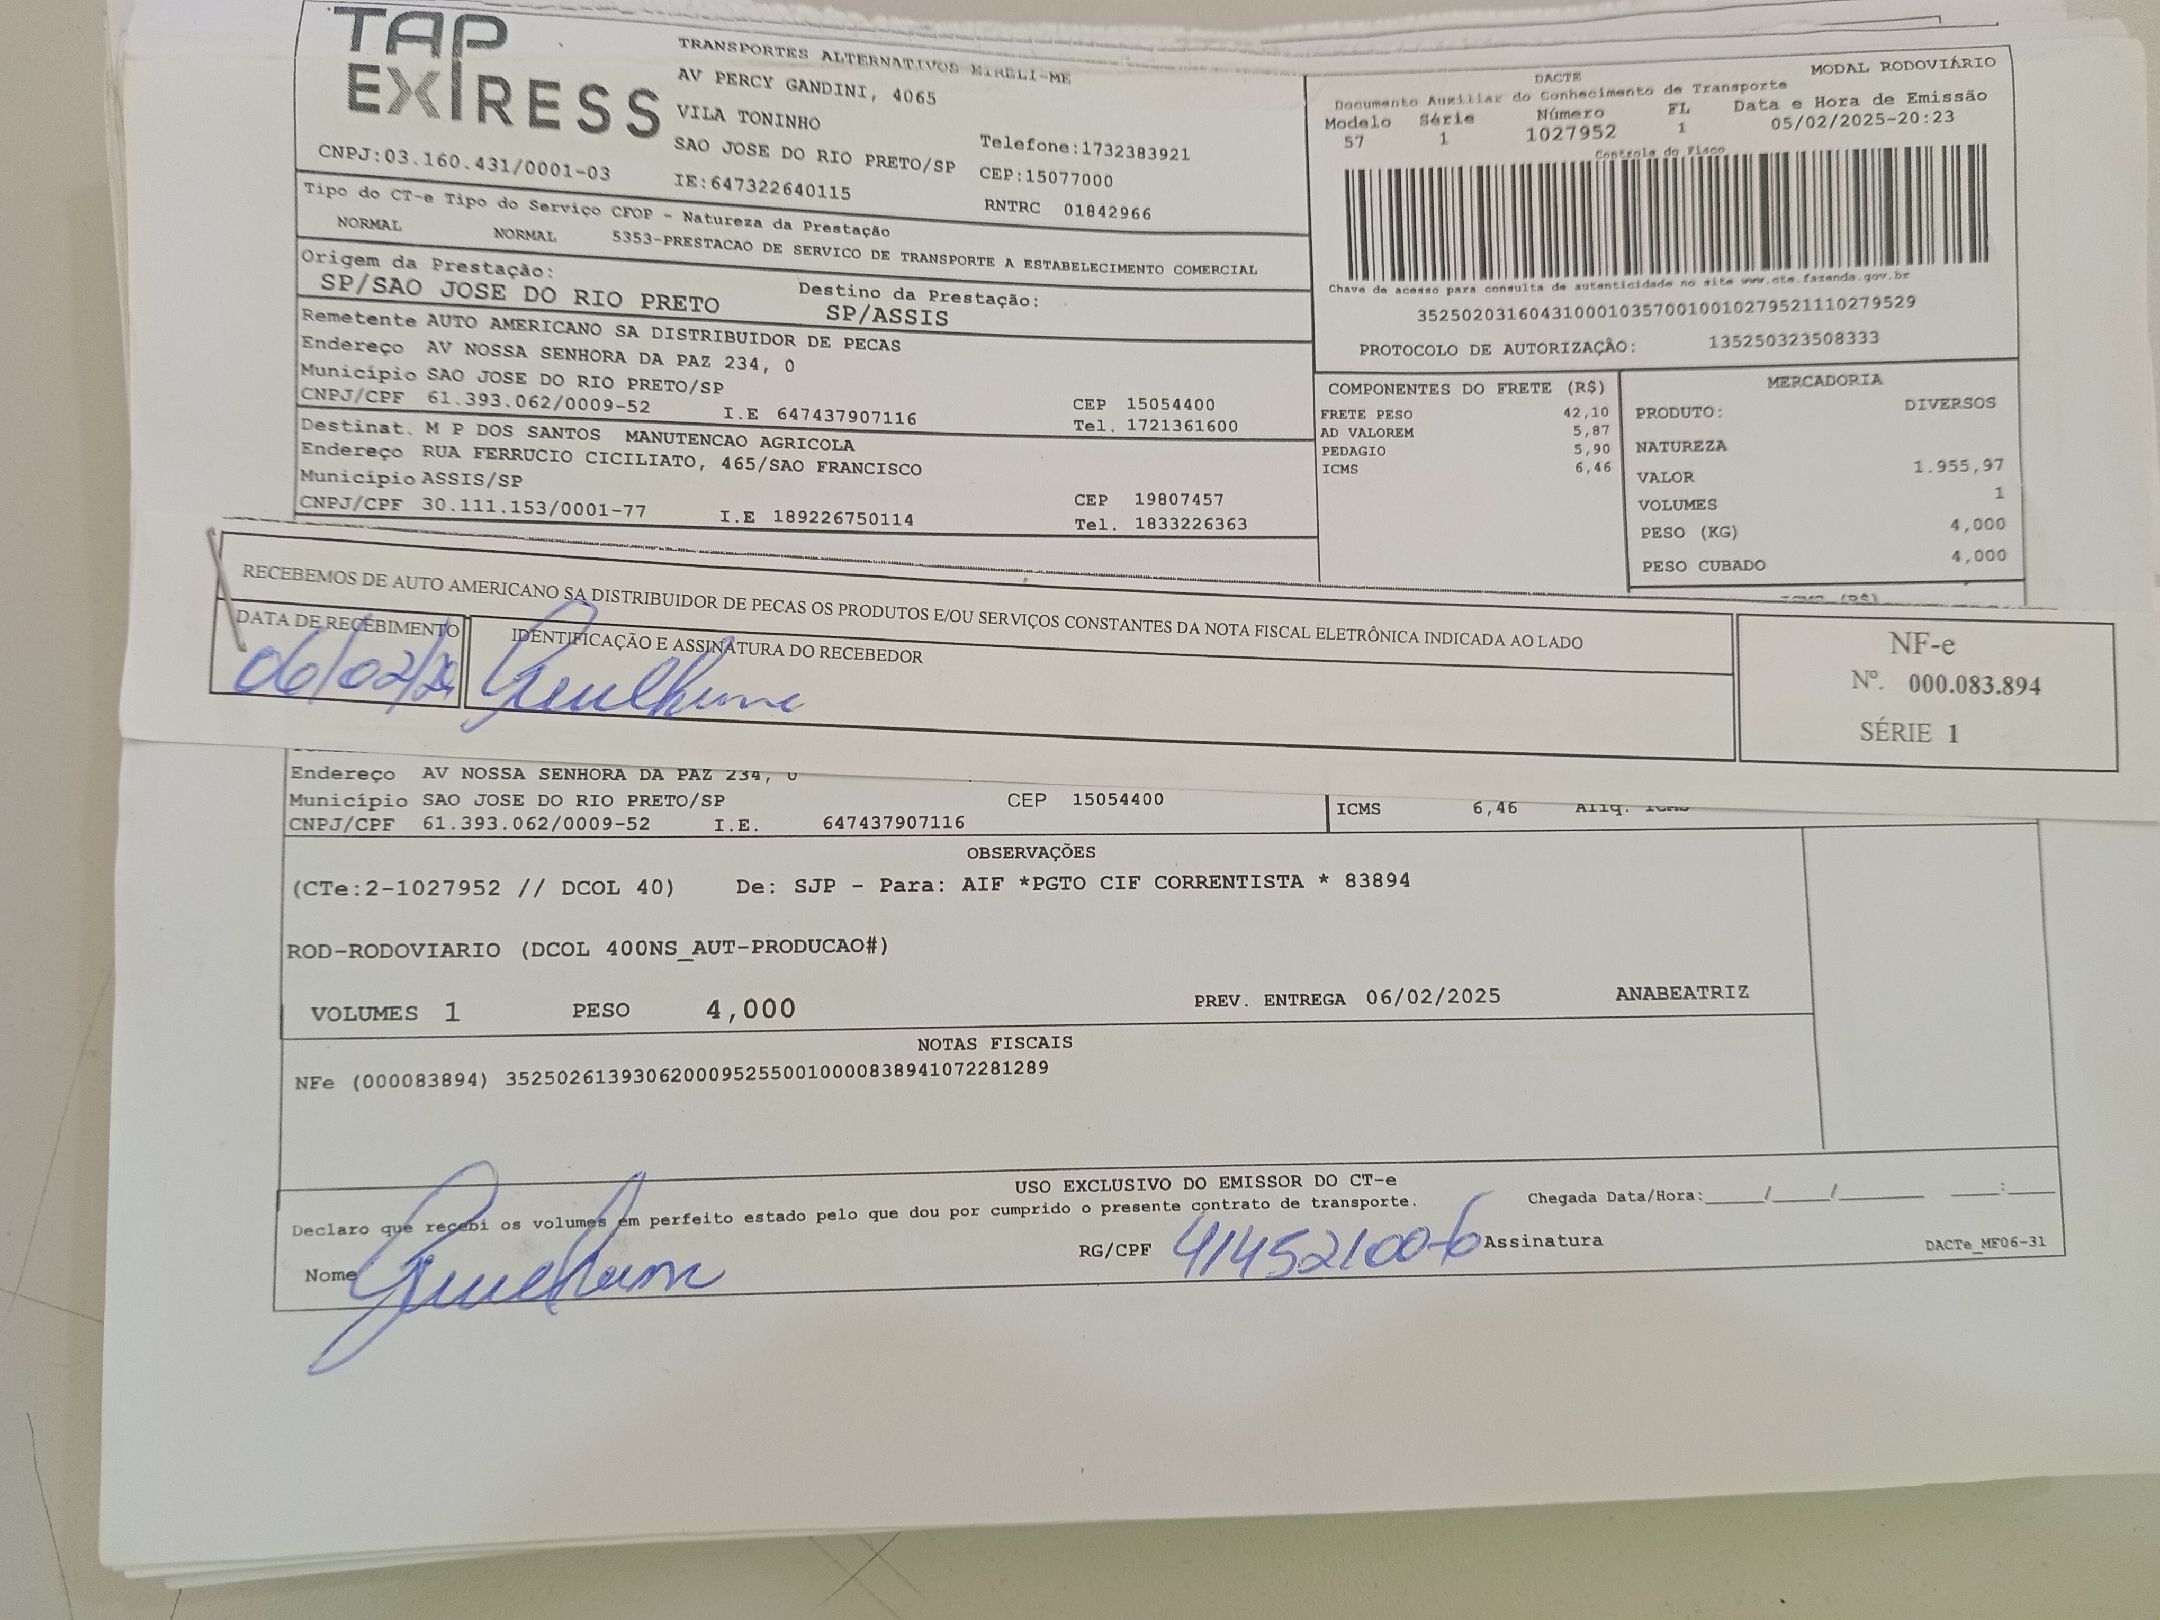 TAP EXPRESS
TRANSPORTES ALTERNATIVOS EIRELI-ME
AV PERCY GANDINI, 4065
VILA TONINHO
SAO JOSE DO RIO PRETO/SP
Telefone:1732383921
CNPJ:03.160.431/0001-03
IE:647322640115
CEP:15077000
RNTRC 01842966
DACTE
MODAL RODOVIÁRIO
Documento Auxiliar do Conhecimento de Transporte
Modelo Série Número FL Data e Hora de Emissão
57 1 1027952 1 05/02/2025-20:23
Controle do Fisco
Chave de acesso para consulta de autenticidade no site www.cte.fazenda.gov.br
35250203160431000103570010010279521110279529
PROTOCOLO DE AUTORIZAÇÃO: 135250323508333
Tipo do CT-e Tipo do Serviço CFOP - Natureza da Prestação
NORMAL NORMAL 5353-PRESTACAO DE SERVICO DE TRANSPORTE A ESTABELECIMENTO COMERCIAL
Origem da Prestação: Destino da Prestação:
SP/SAO JOSE DO RIO PRETO SP/ASSIS
Remetente AUTO AMERICANO SA DISTRIBUIDOR DE PECAS
Endereço AV NOSSA SENHORA DA PAZ 234, 0
Município SAO JOSE DO RIO PRETO/SP CEP 15054400
CNPJ/CPF 61.393.062/0009-52 I.E 647437907116 Tel. 1721361600
Destinat. M P DOS SANTOS MANUTENCAO AGRICOLA
Endereço RUA FERRUCIO CICILIATO, 465/SAO FRANCISCO
Município ASSIS/SP CEP 19807457
CNPJ/CPF 30.111.153/0001-77 I.E 189226750114 Tel. 1833226363
COMPONENTES DO FRETE (R$)
FRETE PESO 42,10
AD VALOREM 5,87
PEDAGIO 5,90
ICMS 6,46
MERCADORIA
PRODUTO: DIVERSOS
NATUREZA
VALOR 1.955,97
VOLUMES 1
PESO (KG) 4,000
PESO CUBADO 4,000
RECEBEMOS DE AUTO AMERICANO SA DISTRIBUIDOR DE PECAS OS PRODUTOS E/OU SERVIÇOS CONSTANTES DA NOTA FISCAL ELETRÔNICA INDICADA AO LADO
DATA DE RECEBIMENTO
IDENTIFICAÇÃO E ASSINATURA DO RECEBEDOR
06/02/
Guilherme
NF-e
Nº. 000.083.894
SÉRIE 1
Endereço AV NOSSA SENHORA DA PAZ 234, 0
Município SAO JOSE DO RIO PRETO/SP CEP 15054400
CNPJ/CPF 61.393.062/0009-52 I.E. 647437907116
ICMS 6,46 Aliq. ICMS
OBSERVAÇÕES
(CTe:2-1027952 // DCOL 40) De: SJP - Para: AIF *PGTO CIF CORRENTISTA * 83894
ROD-RODOVIARIO (DCOL 400NS_AUT-PRODUCAO#)
VOLUMES 1 PESO 4,000 PREV. ENTREGA 06/02/2025 ANABEATRIZ
NOTAS FISCAIS
NFe (000083894) 35250261393062000952550010000838941072281289
USO EXCLUSIVO DO EMISSOR DO CT-e
Declaro que recebi os volumes em perfeito estado pelo que dou por cumprido o presente contrato de transporte.
Chegada Data/Hora:____/____/______ ___:___
Nome Guilherme RG/CPF 41452100-6 Assinatura
DACTe_MF06-31